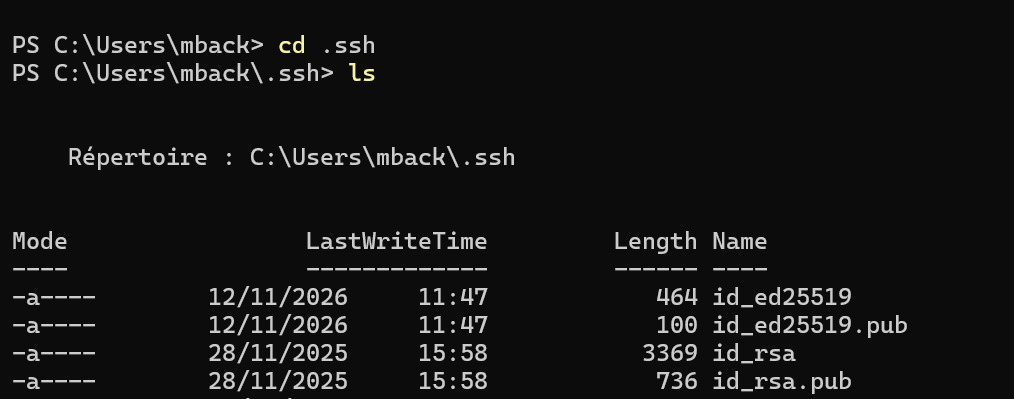 PS C:\Users\mback> cd .ssh
PS C:\Users\mback\.ssh> ls
Répertoire : C:\Users\mback\.ssh
Mode LastWriteTime Length Name
---- ------------- ------ ----
-a---- 12/11/2026 11:47 464 id_ed25519
-a---- 12/11/2026 11:47 100 id_ed25519.pub
-a---- 28/11/2025 15:58 3369 id_rsa
-a---- 28/11/2025 15:58 736 id_rsa.pub